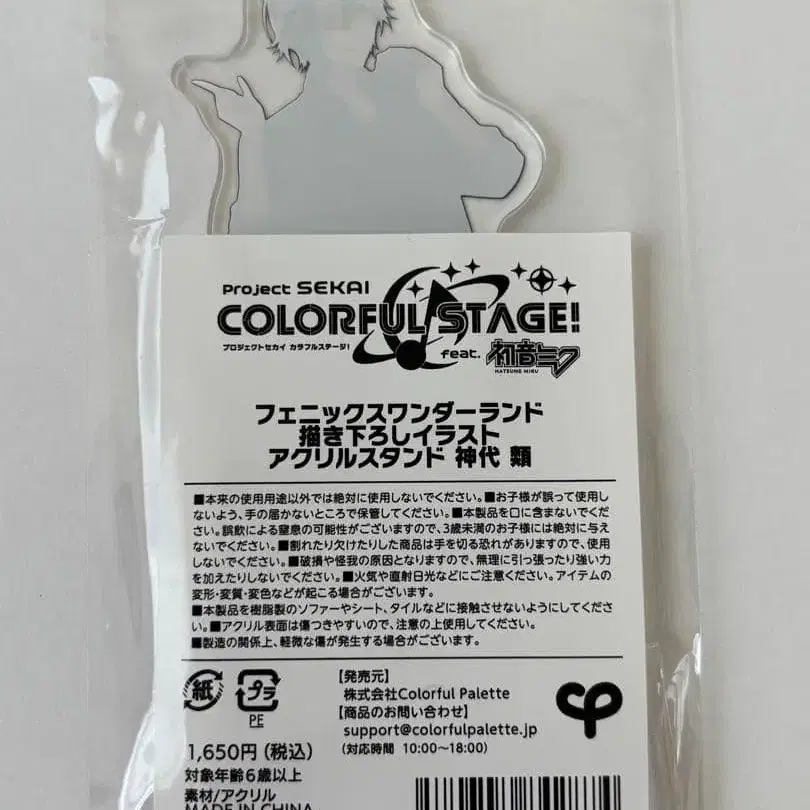 Project SEKAI
COLORFUL STAGE!
プロジェクトセカイ カラフルステージ！
feat. 初音ミク
HATSUNE MIKU
フェニックスワンダーランド
描き下ろしイラスト
アクリルスタンド 神代 類
■本来の使用用途以外では絶対に使用しないでください。■お子様が誤って使用し
ないよう、手の届かないところで保管してください。■本製品を口に含まないでくだ
さい。誤飲による窒息の可能性がございますので、3歳未満のお子様には絶対に与え
ないでください。■割れたり欠けたりした商品は手を切る恐れがありますので、使用
しないでください。■破損や怪我の原因となりますので、無理に引っ張ったり強い力
を加えたりしないでください。■火気や直射日光などにご注意ください。アイテムの
変形・変質・変色などが起こる場合がございます。
■本製品を樹脂製のソファーやシート、タイルなどに接触させないようにしてくださ
い。■アクリル表面は傷つきやすいので、注意の上使用してください。
■製造の関係上、軽微な傷が発生する場合がございます。
紙 プラ
PE
【発売元】
株式会社Colorful Palette
【商品のお問い合わせ】
support@colorfulpalette.jp
(対応時間 10:00~18:00)
1,650円(税込)
対象年齢6歳以上
素材/アクリル
MADE IN CHINA